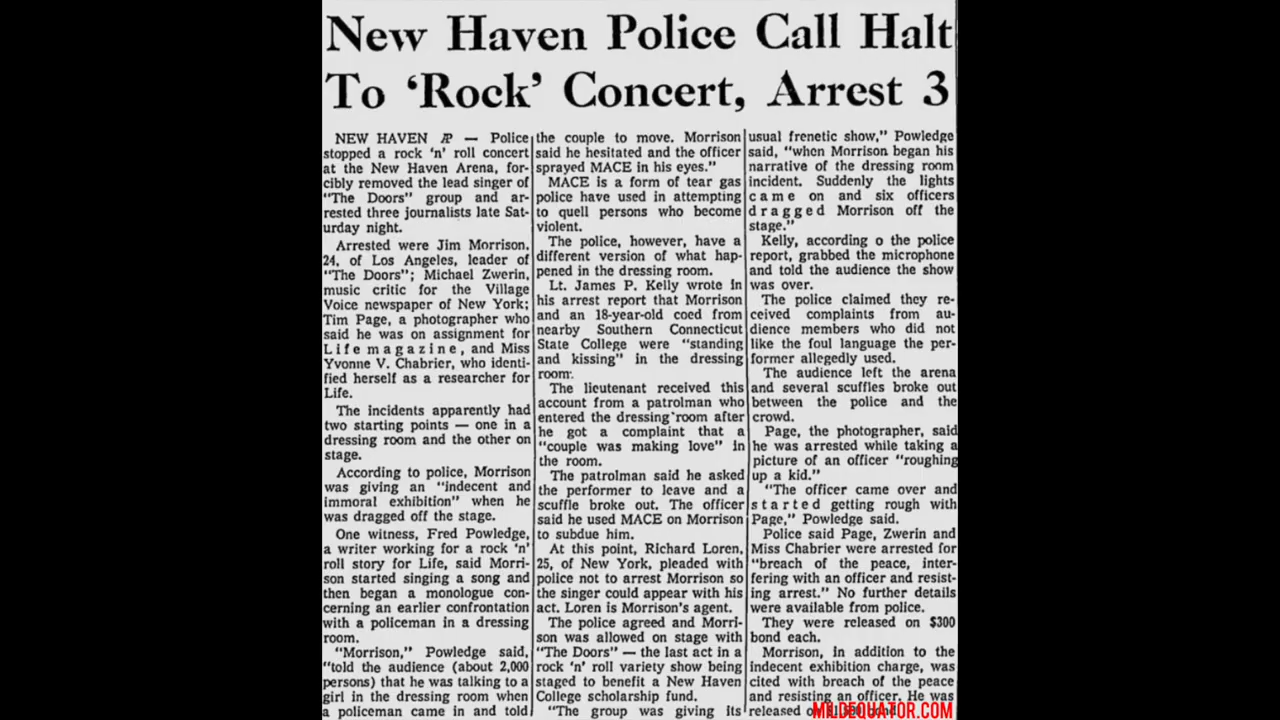 New Haven Police Call Halt
To ‘Rock’ Concert, Arrest 3
NEW HAVEN AP — Police
stopped a rock ‘n’ roll concert
at the New Haven Arena, for-
cibly removed the lead singer of
“The Doors” group and ar-
rested three journalists late Sat-
urday night.
Arrested were Jim Morrison,
24, of Los Angeles, leader of
“The Doors”; Michael Zwerin,
music critic for the Village
Voice newspaper of New York;
Tim Page, a photographer who
said he was on assignment for
Life magazine, and Miss
Yvonne V. Chabrier, who identi-
fied herself as a researcher for
Life.
The incidents apparently had
two starting points — one in a
dressing room and the other on
stage.
According to police, Morrison
was giving an “indecent and
immoral exhibition” when he
was dragged off the stage.
One witness, Fred Powledge,
a writer working for a rock ‘n’
roll story for Life, said Morri-
son started singing a song and
then began a monologue con-
cerning an earlier confrontation
with a policeman in a dressing
room.
“Morrison,” Powledge said,
“told the audience (about 2,000
persons) that he was talking to a
girl in the dressing room when
a policeman came in and told
the couple to move. Morrison
said he hesitated and the officer
sprayed MACE in his eyes.”
MACE is a form of tear gas
police have used in attempting
to quell persons who become
violent.
The police, however, have a
different version of what hap-
pened in the dressing room.
Lt. James P. Kelly wrote in
his arrest report that Morrison
and an 18-year-old coed from
nearby Southern Connecticut
State College were “standing
and kissing” in the dressing
room.
The lieutenant received this
account from a patrolman who
entered the dressing room after
he got a complaint that a
“couple was making love” in
the room.
The patrolman said he asked
the performer to leave and a
scuffle broke out. The officer
said he used MACE on Morrison
to subdue him.
At this point, Richard Loren,
25, of New York, pleaded with
police not to arrest Morrison so
the singer could appear with his
act. Loren is Morrison’s agent.
The police agreed and Morri-
son was allowed on stage with
“The Doors” — the last act in a
rock ‘n’ roll variety show being
staged to benefit a New Haven
College scholarship fund.
“The group was giving its
usual frenetic show,” Powledge
said, “when Morrison began his
narrative of the dressing room
incident. Suddenly the lights
came on and six officers
dragged Morrison off the
stage.”
Kelly, according o the police
report, grabbed the microphone
and told the audience the show
was over.
The police claimed they re-
ceived complaints from au-
dience members who did not
like the foul language the per-
former allegedly used.
The audience left the arena
and several scuffles broke out
between the police and the
crowd.
Page, the photographer, said
he was arrested while taking a
picture of an officer “roughing
up a kid.”
“The officer came over and
started getting rough with
Page,” Powledge said.
Police said Page, Zwerin and
Miss Chabrier were arrested for
“breach of the peace, inter-
fering with an officer and resist-
ing arrest.” No further details
were available from police.
They were released on $300
bond each.
Morrison, in addition to the
indecent exhibition charge, was
cited with breach of the peace
and resisting an officer. He was
released
MILDEQUATOR.COM